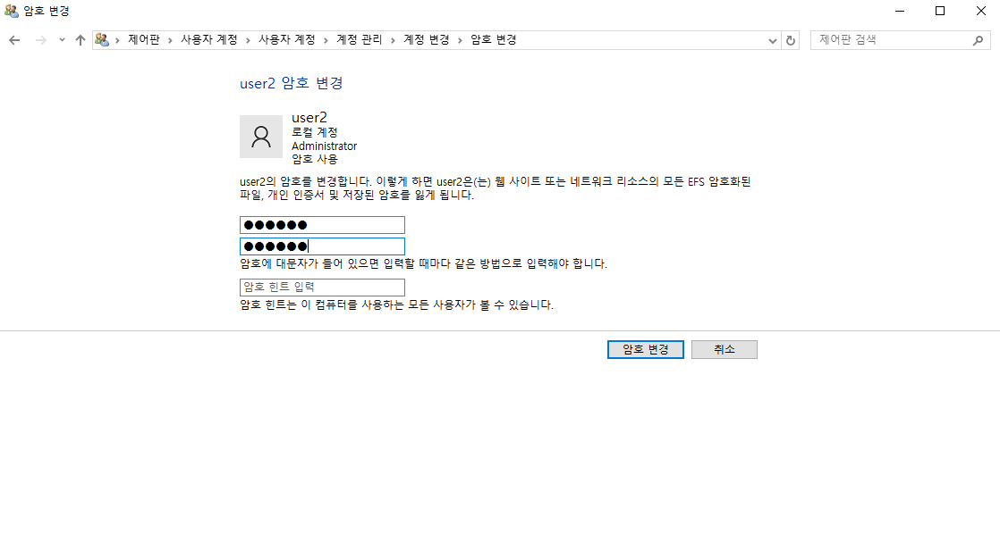 암호 변경
제어판 › 사용자 계정 › 사용자 계정 › 계정 관리 › 계정 변경 › 암호 변경
제어판 검색
user2 암호 변경
user2
로컬 계정
Administrator
암호 사용
user2의 암호를 변경합니다. 이렇게 하면 user2은(는) 웹 사이트 또는 네트워크 리소스의 모든 EFS 암호화된
파일, 개인 인증서 및 저장된 암호를 잃게 됩니다.
●●●●●●
●●●●●●
암호에 대문자가 들어 있으면 입력할 때마다 같은 방법으로 입력해야 합니다.
암호 힌트 입력
암호 힌트는 이 컴퓨터를 사용하는 모든 사용자가 볼 수 있습니다.
암호 변경
취소